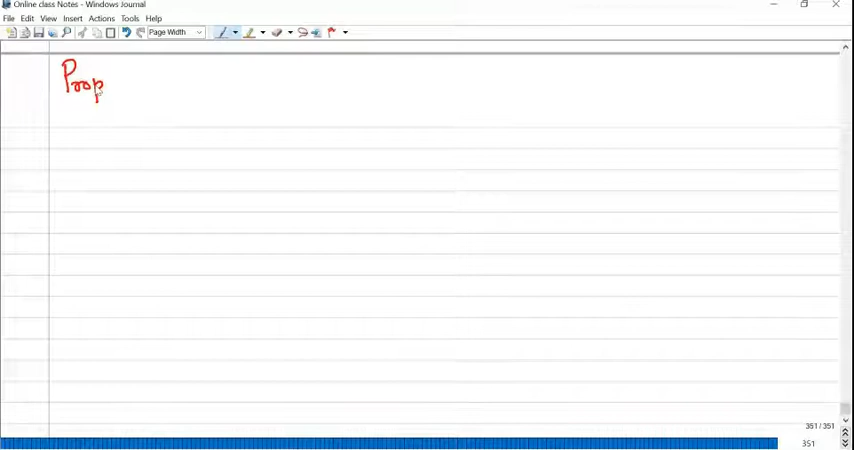 Online class Notes - Windows Journal
File Edit View Insert Actions Tools Help
Page Width
Prop
351 / 351
351